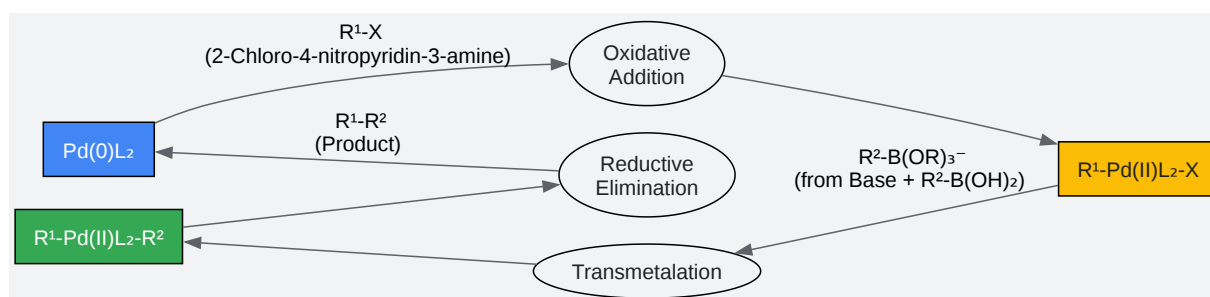 R¹-X
(2-Chloro-4-nitropyridin-3-amine)
Oxidative
Addition
Pd(0)L₂
R¹-R²
(Product)
Reductive
Elimination
R²-B(OR)₃⁻
(from Base + R²-B(OH)₂)
R¹-Pd(II)L₂-X
R¹-Pd(II)L₂-R²
Transmetalation